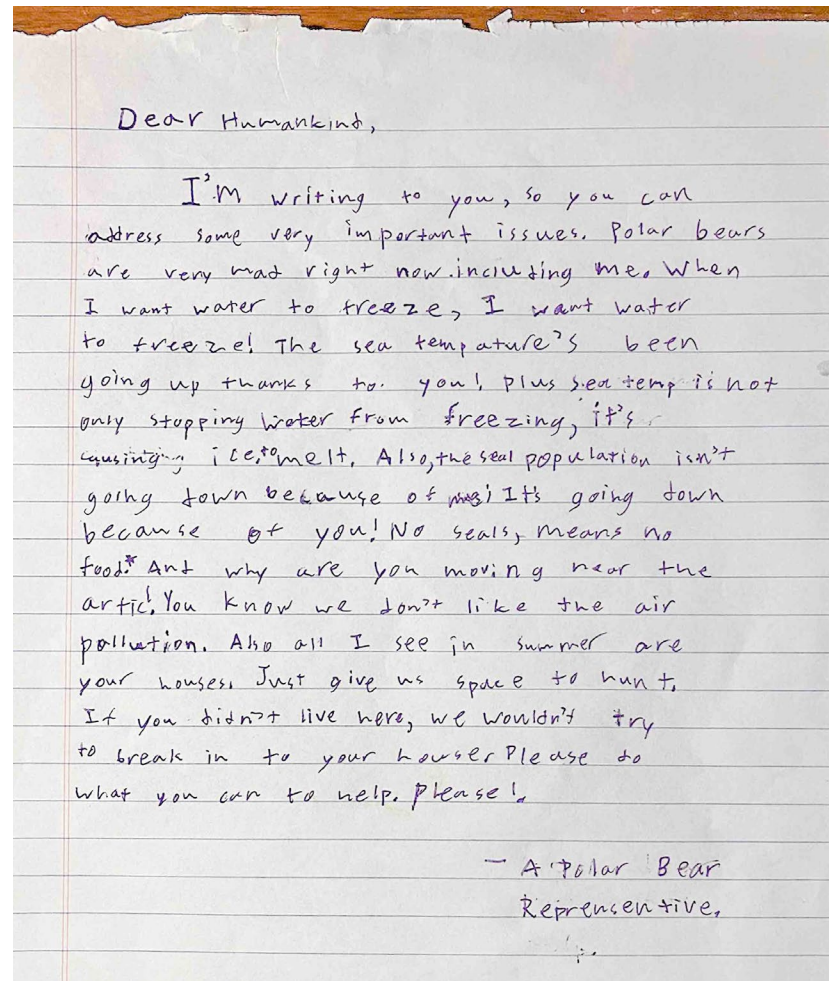 Dear Humankind,
I'm writing to you, so you can
address some very important issues. Polar bears
are very mad right now including me. When
I want water to freeze, I want water
to freeze! The sea tempature's been
going up thanks to you! Plus sea temp is not
only stopping water from freezing, it's
causing ice to melt. Also, the seal population isn't
going down because of It's going down
because of you! No seals, means no
food! And why are you moving near the
artic! You know we don't like the air
pollution. Also all I see in summer are
your houses. Just give us space to hunt.
If you didn't live here, we wouldn't try
to break in to your Please do
what you can to help. Please!
- A Polar Bear
Reprensentive.